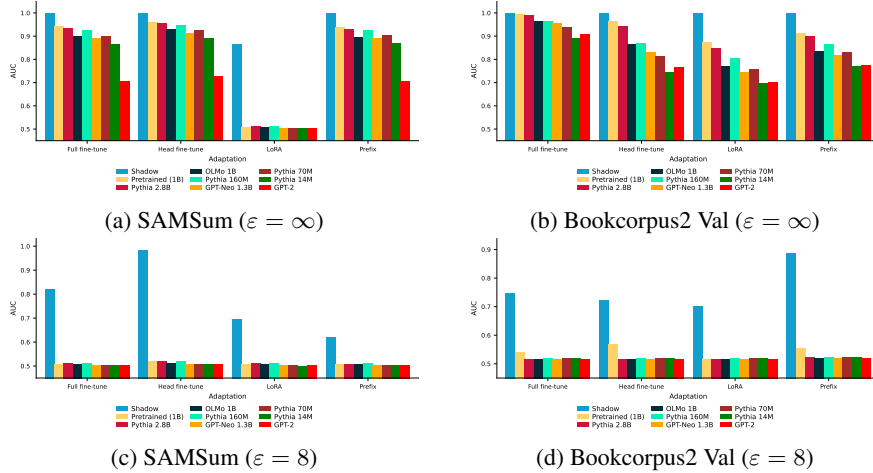 AUC
1.0
0.9
0.8
0.7
0.6
0.5
Full fine-tune
Head fine-tune
LoRA
Prefix
Adaptation
Shadow
Pretrained (1B)
Pythia 2.8B
OLMo 1B
Pythia 160M
GPT-Neo 1.3B
Pythia 70M
Pythia 14M
GPT-2
(a) SAMSum (ε = ∞)
AUC
1.0
0.9
0.8
0.7
0.6
0.5
Full fine-tune
Head fine-tune
LoRA
Prefix
Adaptation
Shadow
Pretrained (1B)
Pythia 2.8B
OLMo 1B
Pythia 160M
GPT-Neo 1.3B
Pythia 70M
Pythia 14M
GPT-2
(b) Bookcorpus2 Val (ε = ∞)
AUC
1.0
0.9
0.8
0.7
0.6
0.5
Full fine-tune
Head fine-tune
LoRA
Prefix
Adaptation
Shadow
Pretrained (1B)
Pythia 2.8B
OLMo 1B
Pythia 160M
GPT-Neo 1.3B
Pythia 70M
Pythia 14M
GPT-2
(c) SAMSum (ε = 8)
AUC
0.9
0.8
0.7
0.6
0.5
Full fine-tune
Head fine-tune
LoRA
Prefix
Adaptation
Shadow
Pretrained (1B)
Pythia 2.8B
OLMo 1B
Pythia 160M
GPT-Neo 1.3B
Pythia 70M
Pythia 14M
GPT-2
(d) Bookcorpus2 Val (ε = 8)